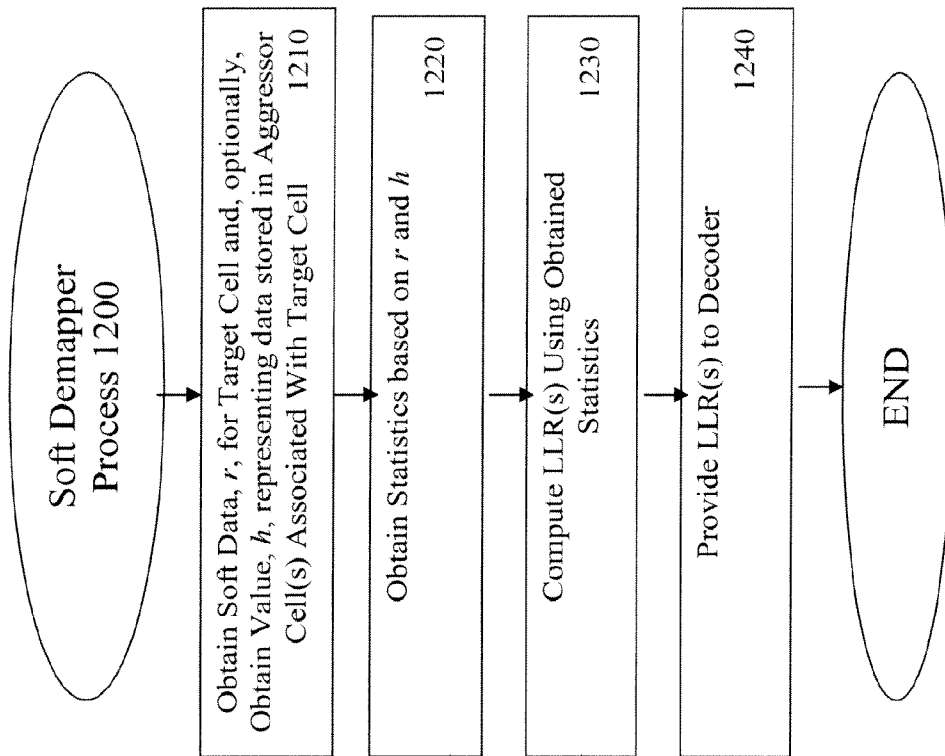 Soft Demapper
Process 1200
Obtain Soft Data, r, for Target Cell and, optionally,
Obtain Value, h, representing data stored in Aggressor
Cell(s) Associated With Target Cell 1210
Obtain Statistics based on r and h 1220
Compute LLR(s) Using Obtained 1230
Statistics
Provide LLR(s) to Decoder 1240
END